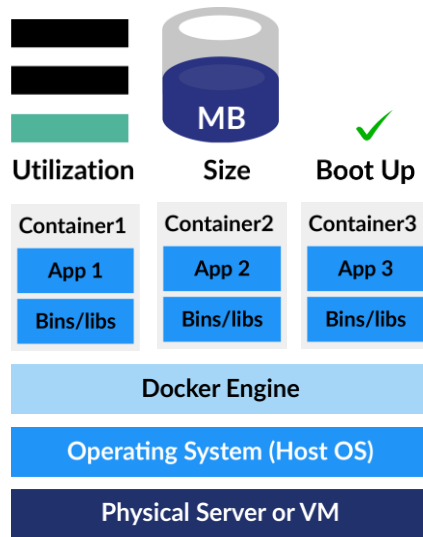 MB
Utilization
Size
Boot Up
Container1
Container2
Container3
App 1
App 2
App 3
Bins/libs
Bins/libs
Bins/libs
Docker Engine
Operating System (Host OS)
Physical Server or VM